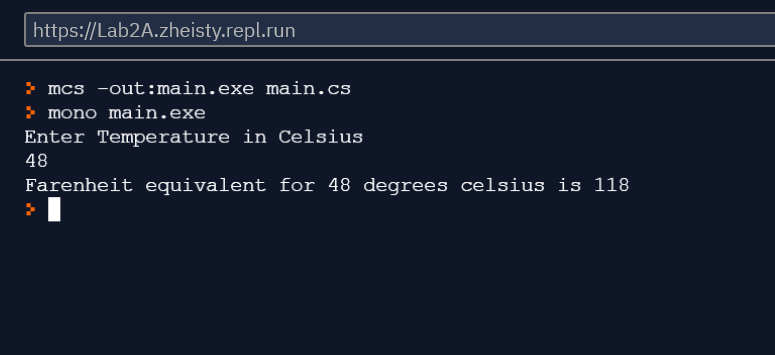 https://Lab2A.zheisty.repl.run
> mcs -out:main.exe main.cs
> mono main.exe
Enter Temperature in Celsius
48
Farenheit equivalent for 48 degrees celsius is 118
>